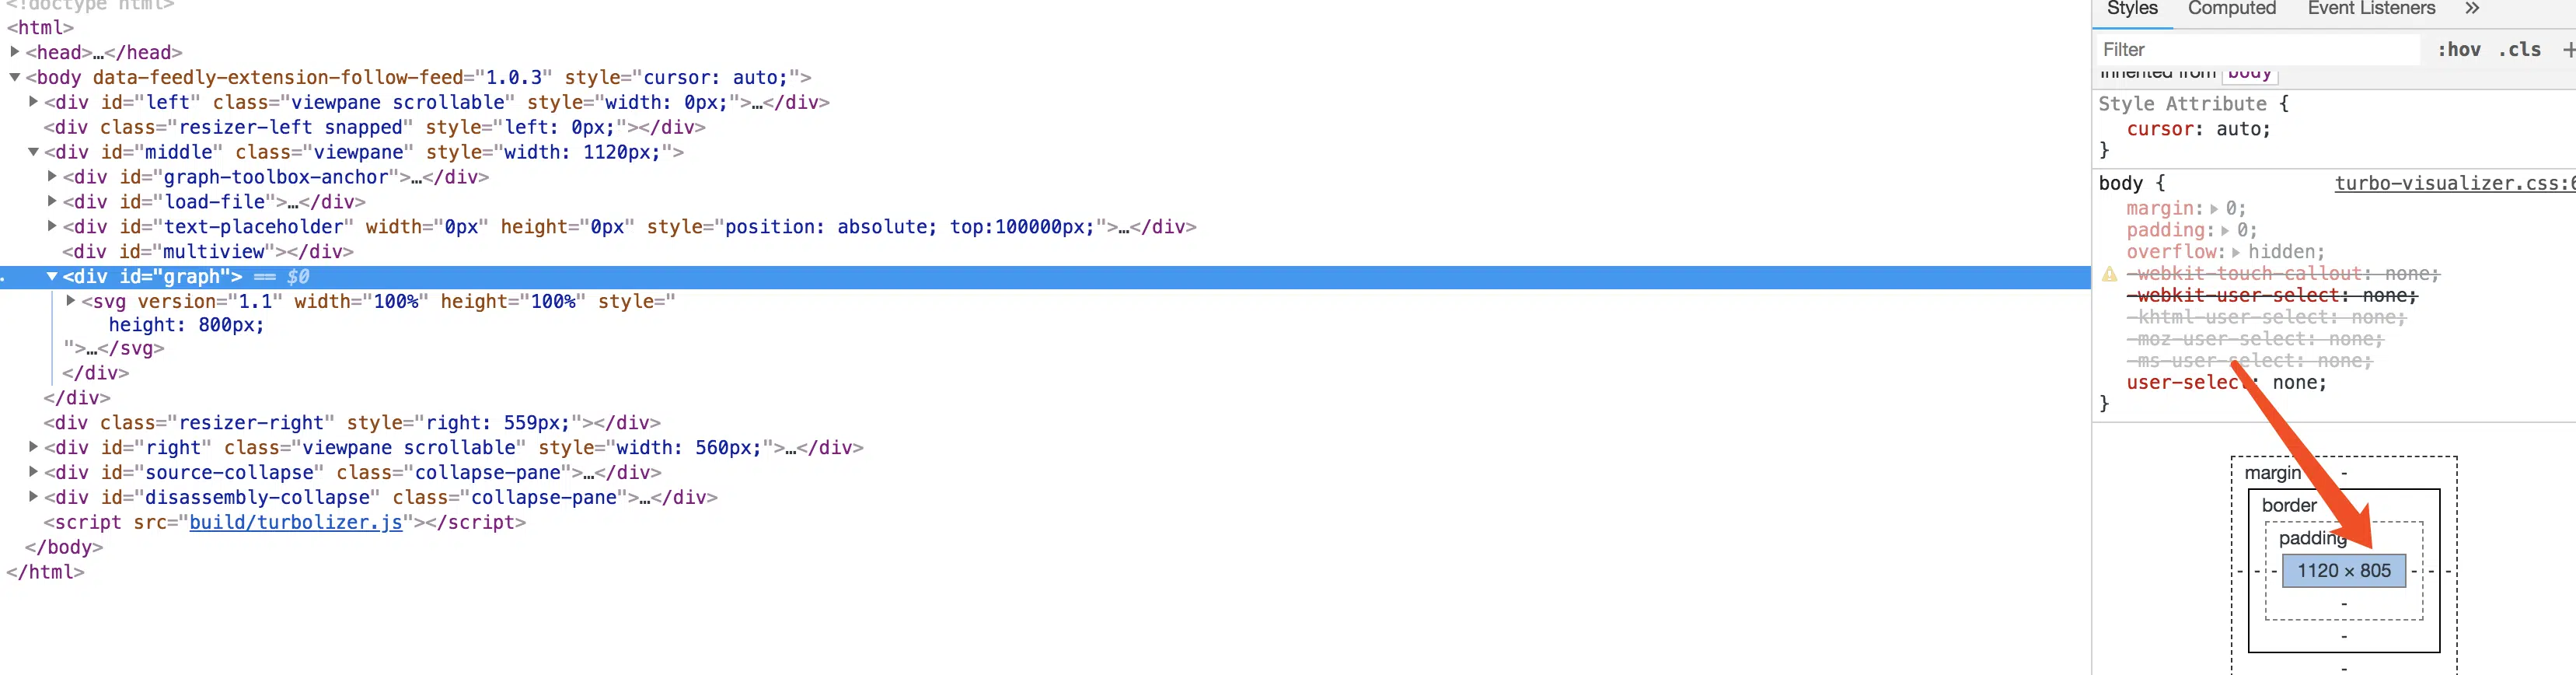 <!doctype html>
<html>
<head>…</head>
<body data-feedly-extension-follow-feed="1.0.3" style="cursor: auto;">
<div id="left" class="viewpane scrollable" style="width: 0px;">…</div>
<div class="resizer-left snapped" style="left: 0px;"></div>
<div id="middle" class="viewpane" style="width: 1120px;">
<div id="graph-toolbox-anchor">…</div>
<div id="load-file">…</div>
<div id="text-placeholder" width="0px" height="0px" style="position: absolute; top:100000px;">…</div>
<div id="multiview"></div>
<div id="graph"> == $0
<svg version="1.1" width="100%" height="100%" style="
height: 800px;
">…</svg>
</div>
</div>
<div class="resizer-right" style="right: 559px;"></div>
<div id="right" class="viewpane scrollable" style="width: 560px;">…</div>
<div id="source-collapse" class="collapse-pane">…</div>
<div id="disassembly-collapse" class="collapse-pane">…</div>
<script src="build/turbolizer.js"></script>
</body>
</html>
Styles Computed Event Listeners »
Filter :hov .cls +
Inherited from body
Style Attribute {
cursor: auto;
}
body { turbo-visualizer.css:6
margin: 0;
padding: 0;
overflow: hidden;
-webkit-touch-callout: none;
-webkit-user-select: none;
-khtml-user-select: none;
-moz-user-select: none;
-ms-user-select: none;
user-select: none;
}
margin -
border
padding
- - - 1120 × 805 - - -
-
-
-